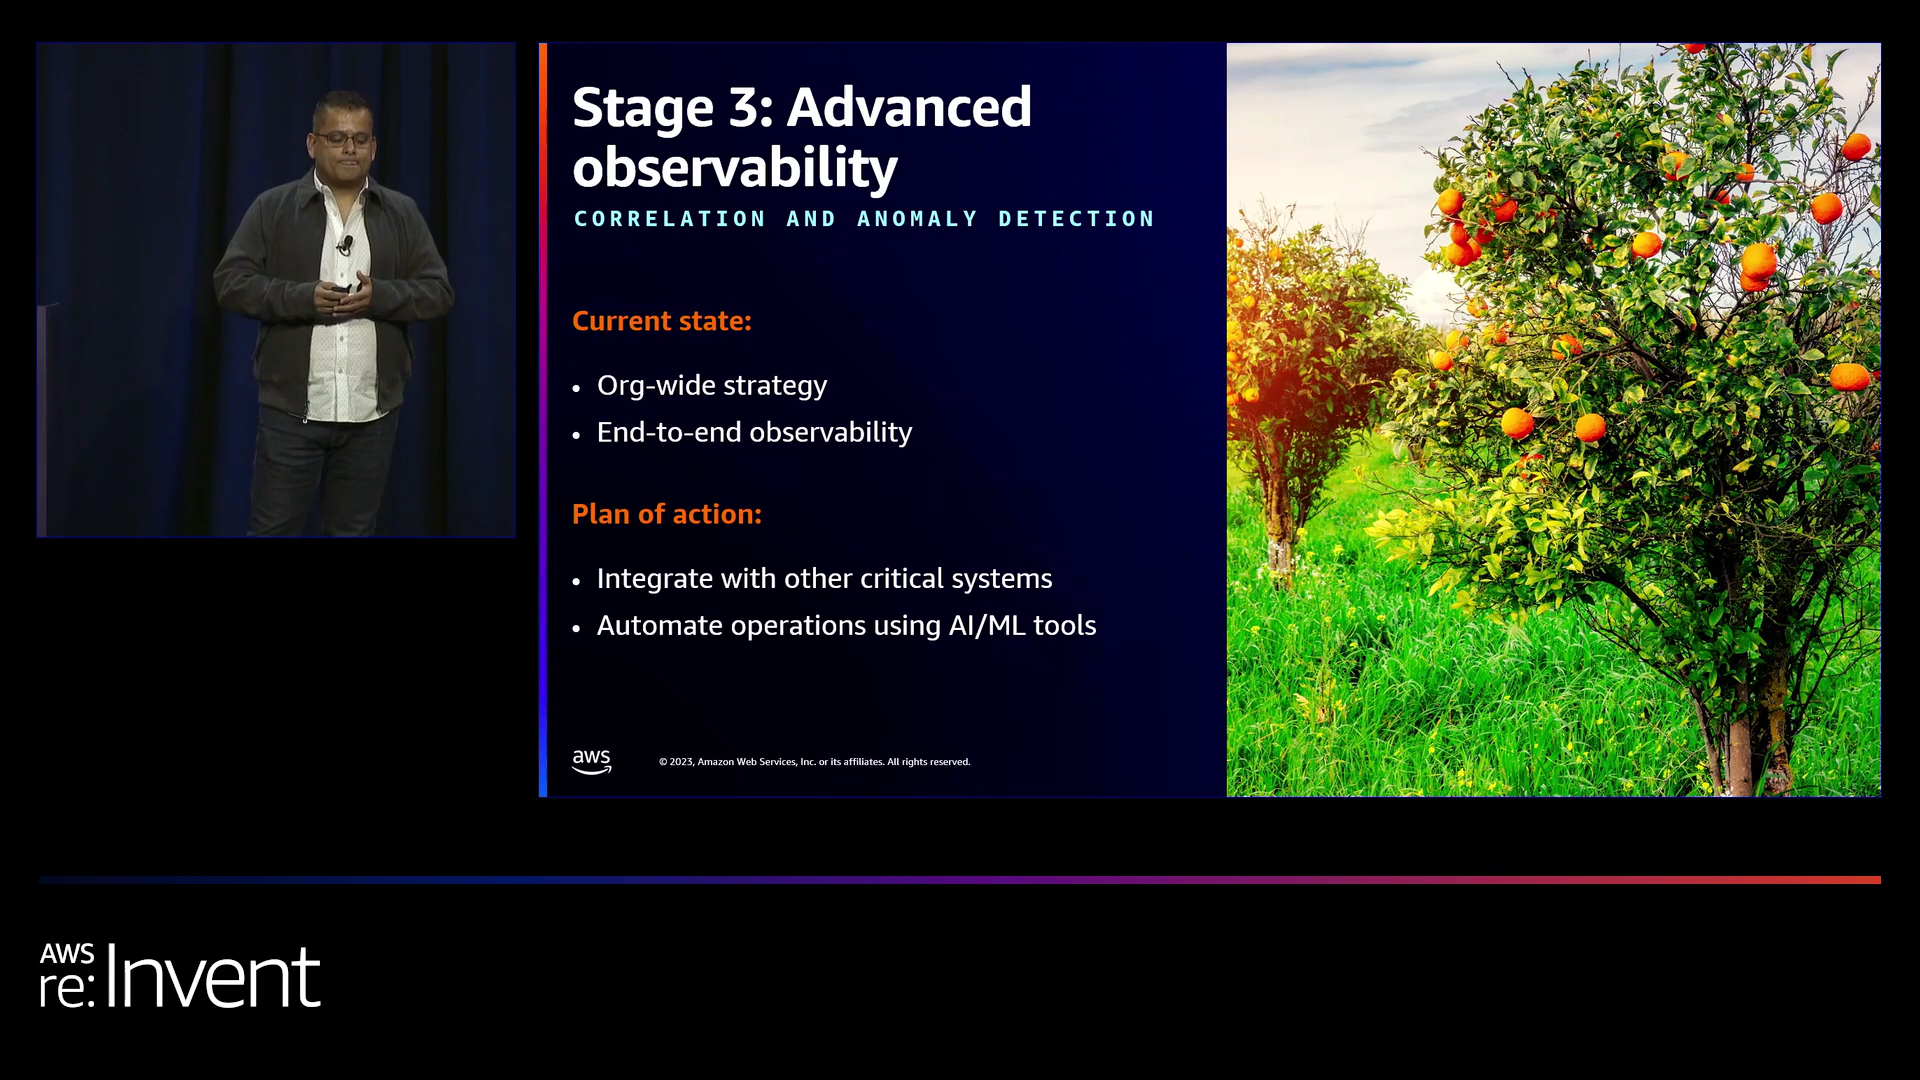 Stage 3: Advanced
observability
CORRELATION AND ANOMALY DETECTION
Current state:
• Org-wide strategy
• End-to-end observability
Plan of action:
• Integrate with other critical systems
• Automate operations using AI/ML tools
aws
© 2023, Amazon Web Services, Inc. or its affiliates. All rights reserved.
AWS
re:Invent